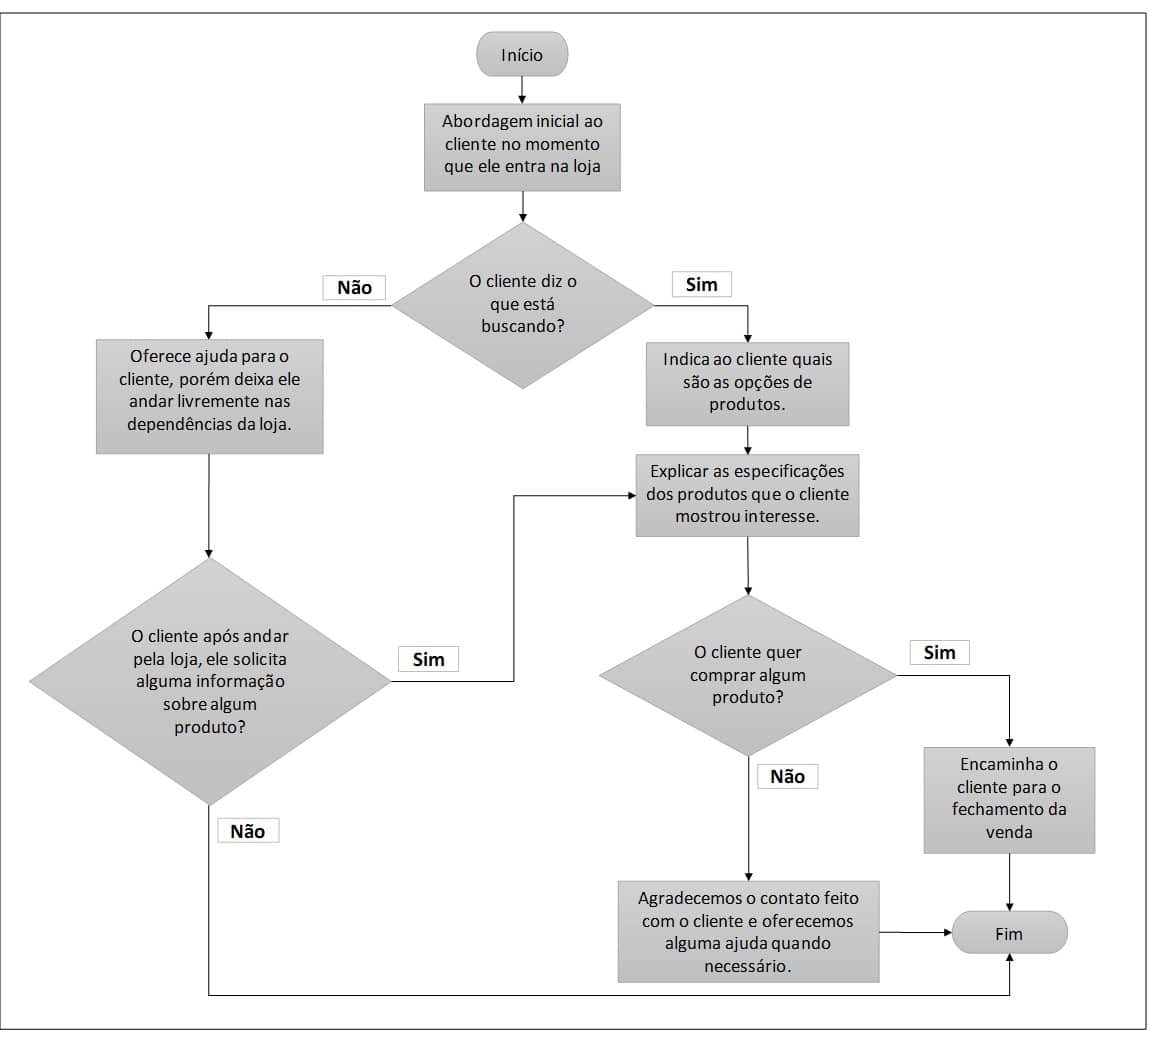 Início
Abordagem inicial ao
cliente no momento
que ele entra na loja
O cliente diz o
que está
buscando?
Não
Sim
Oferece ajuda para o
cliente, porém deixa ele
andar livremente nas
dependências da loja.
Indica ao cliente quais
são as opções de
produtos.
Explicar as especificações
dos produtos que o cliente
mostrou interesse.
O cliente após andar
pela loja, ele solicita
alguma informação
sobre algum
produto?
Sim
Não
O cliente quer
comprar algum
produto?
Sim
Não
Encaminha o
cliente para o
fechamento da
venda
Agradecemos o contato feito
com o cliente e oferecemos
alguma ajuda quando
necessário.
Fim